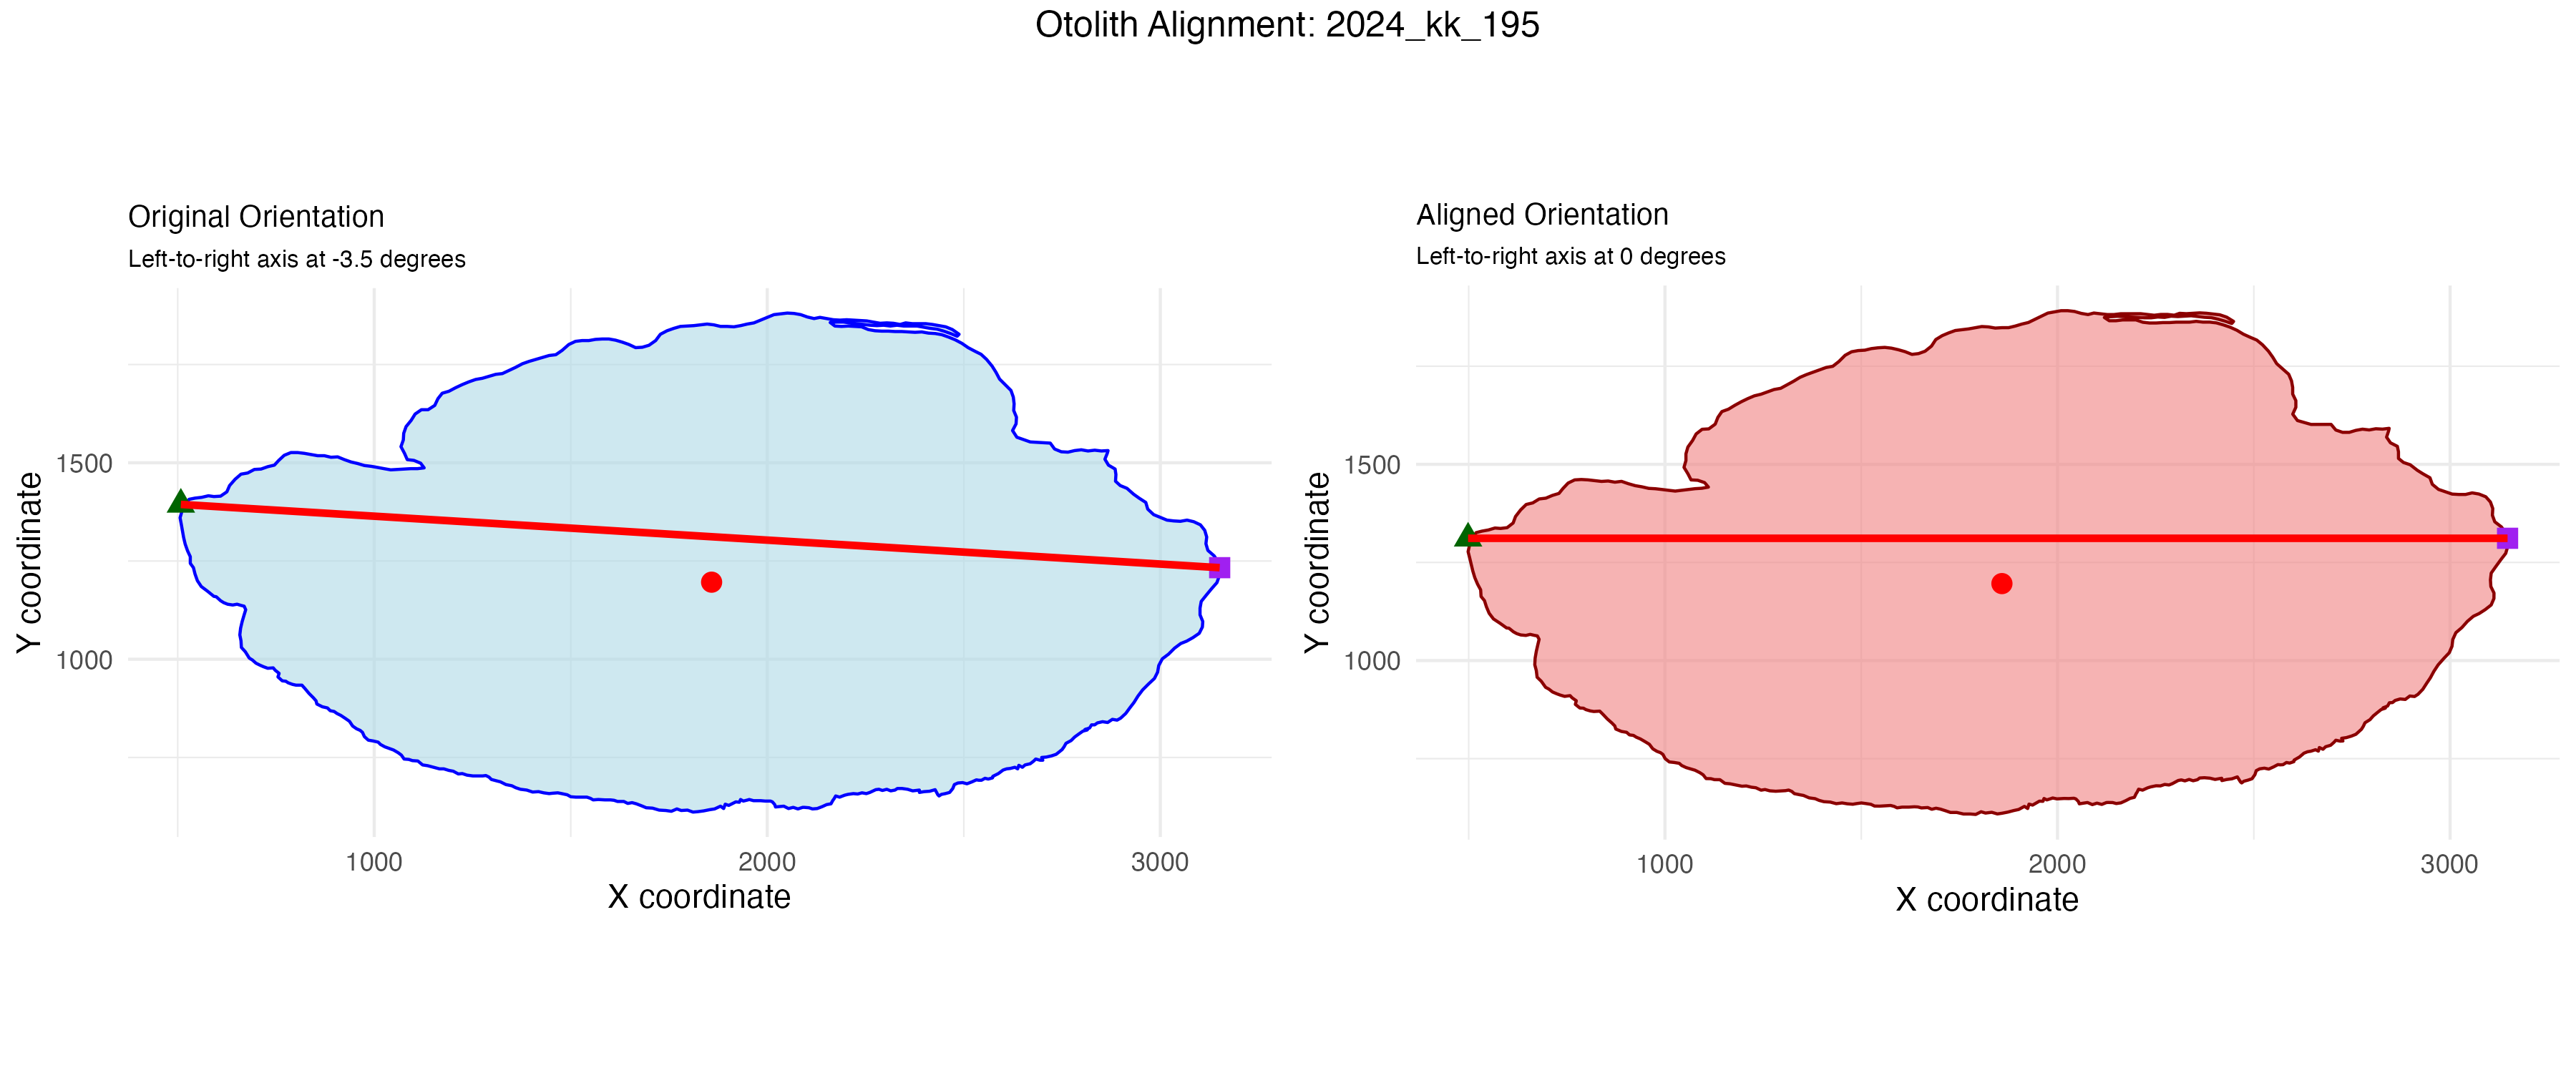 Otolith Alignment: 2024_kk_195
Original Orientation
Left-to-right axis at -3.5 degrees
Y coordinate
1500
1000
1000 2000 3000
X coordinate
Aligned Orientation
Left-to-right axis at 0 degrees
Y coordinate
1500
1000
1000 2000 3000
X coordinate